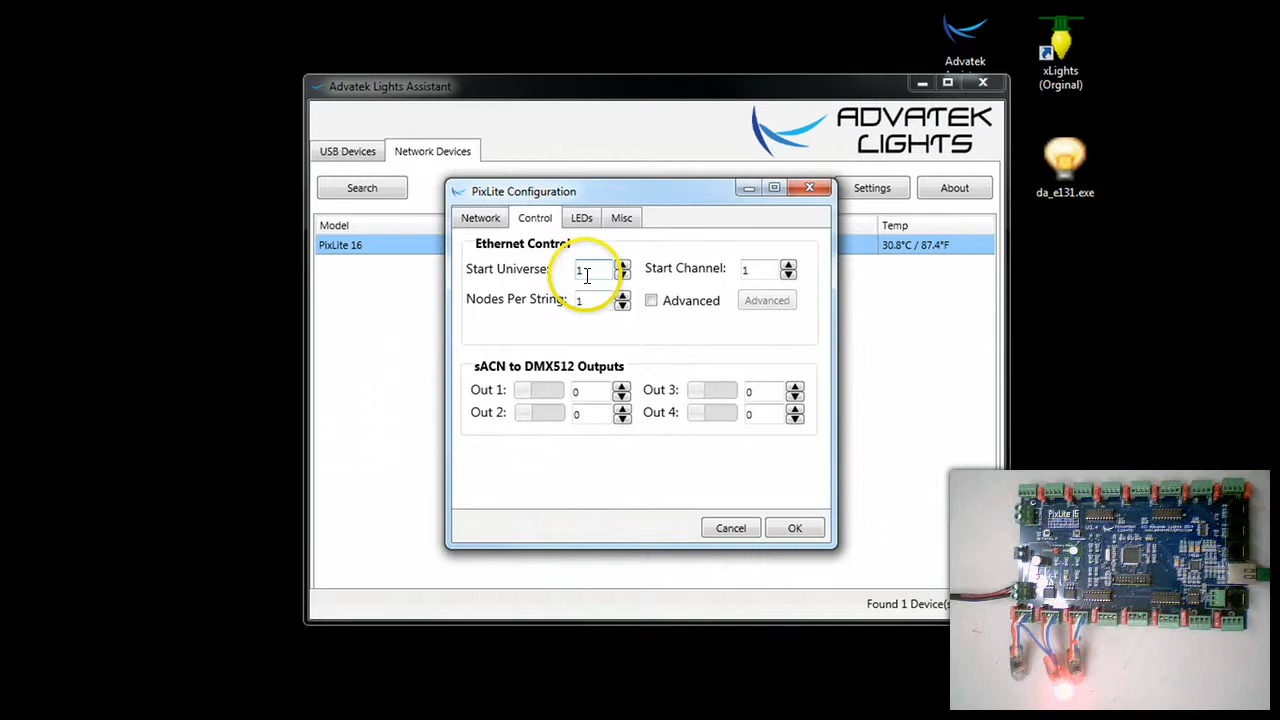 Advatek
xLights
(Orginal)
da_e131.exe
Advatek Lights Assistant
ADVATEK
LIGHTS
USB Devices
Network Devices
Search
Settings
About
Model
Temp
PixLite 16
30.8°C / 87.4°F
PixLite Configuration
Network
Control
LEDs
Misc
Ethernet Control
Start Universe:
1
Start Channel:
1
Nodes Per String:
1
Advanced
Advanced
sACN to DMX512 Outputs
Out 1:
0
Out 3:
0
Out 2:
0
Out 4:
0
Cancel
OK
Found 1 Device(s
PixLite 16